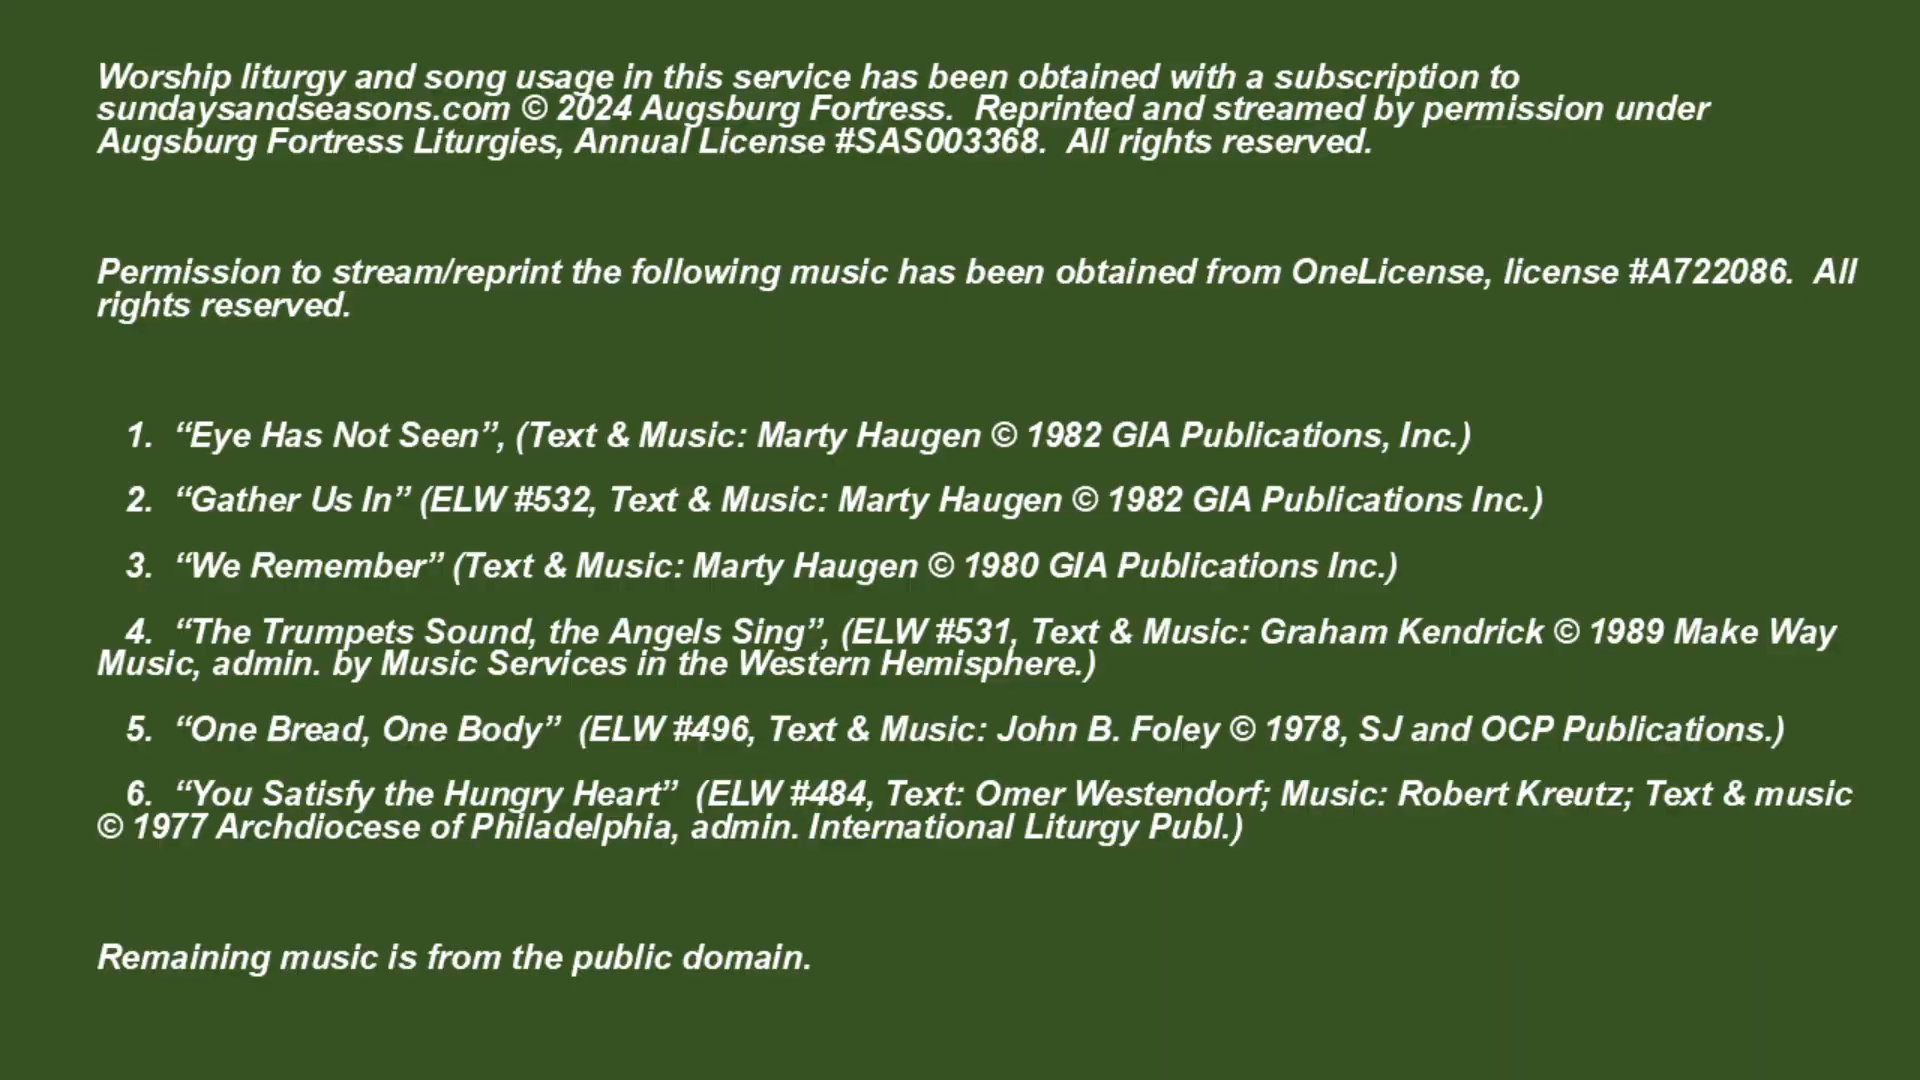 Worship liturgy and song usage in this service has been obtained with a subscription to
sundaysandseasons.com © 2024 Augsburg Fortress.  Reprinted and streamed by permission under
Augsburg Fortress Liturgies, Annual License #SAS003368.  All rights reserved.
Permission to stream/reprint the following music has been obtained from OneLicense, license #A722086.  All
rights reserved.
1.  “Eye Has Not Seen”, (Text & Music: Marty Haugen © 1982 GIA Publications, Inc.)
2.  “Gather Us In” (ELW #532, Text & Music: Marty Haugen © 1982 GIA Publications Inc.)
3.  “We Remember” (Text & Music: Marty Haugen © 1980 GIA Publications Inc.)
4.  “The Trumpets Sound, the Angels Sing”, (ELW #531, Text & Music: Graham Kendrick © 1989 Make Way
Music, admin. by Music Services in the Western Hemisphere.)
5.  “One Bread, One Body”  (ELW #496, Text & Music: John B. Foley © 1978, SJ and OCP Publications.)
6.  “You Satisfy the Hungry Heart”  (ELW #484, Text: Omer Westendorf; Music: Robert Kreutz; Text & music
© 1977 Archdiocese of Philadelphia, admin. International Liturgy Publ.)
Remaining music is from the public domain.